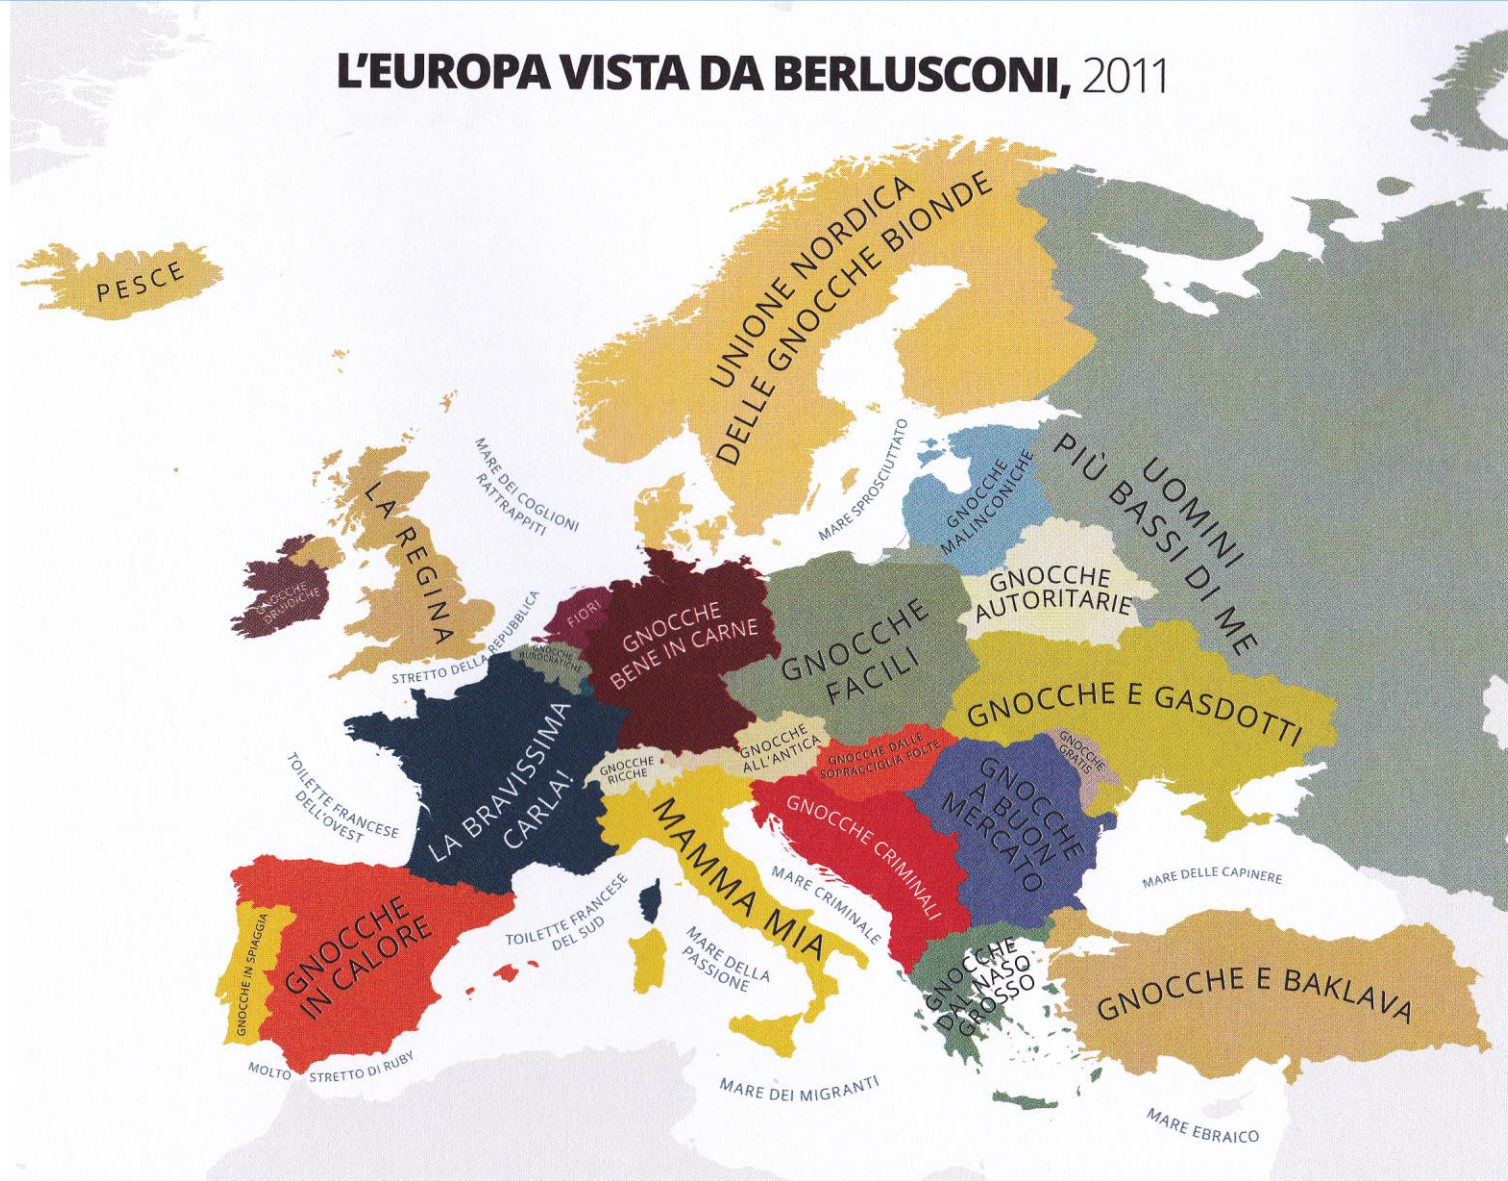 L'EUROPA VISTA DA BERLUSCONI, 2011
PESCE
UNIONE NORDICA
DELLE GNOCCHE BIONDE
MARE DEI COGLIONI
RATTRAPPITI
MARE SPROSCIUTTATO
LA REGINA
GNOCCHE
DRUIDICHE
GNOCCHE
MALINCONICHE
UOMINI
PIÙ BASSI DI ME
GNOCCHE
AUTORITARIE
STRETTO DELLA REPUBBLICA
FIORI
GNOCCHE
BUROCRATICHE
GNOCCHE
BENE IN CARNE
GNOCCHE
FACILI
GNOCCHE E GASDOTTI
LA BRAVISSIMA
CARLA!
GNOCCHE
RICCHE
GNOCCHE
ALL'ANTICA
GNOCCHE DALLE
SOPRACCIGLIA FOLTE
GNOCCHE
GRATIS
GNOCCHE
A BUON
MERCATO
TOILETTE FRANCESE
DELL'OVEST
MAMMA MIA
GNOCCHE CRIMINALI
MARE CRIMINALE
MARE DELLE CAPINERE
GNOCCHE IN SPIAGGIA
GNOCCHE
IN CALORE
TOILETTE FRANCESE
DEL SUD
MARE DELLA
PASSIONE
GNOCCHE
DAL NASO
GROSSO
GNOCCHE E BAKLAVA
MOLTO STRETTO DI RUBY
MARE DEI MIGRANTI
MARE EBRAICO